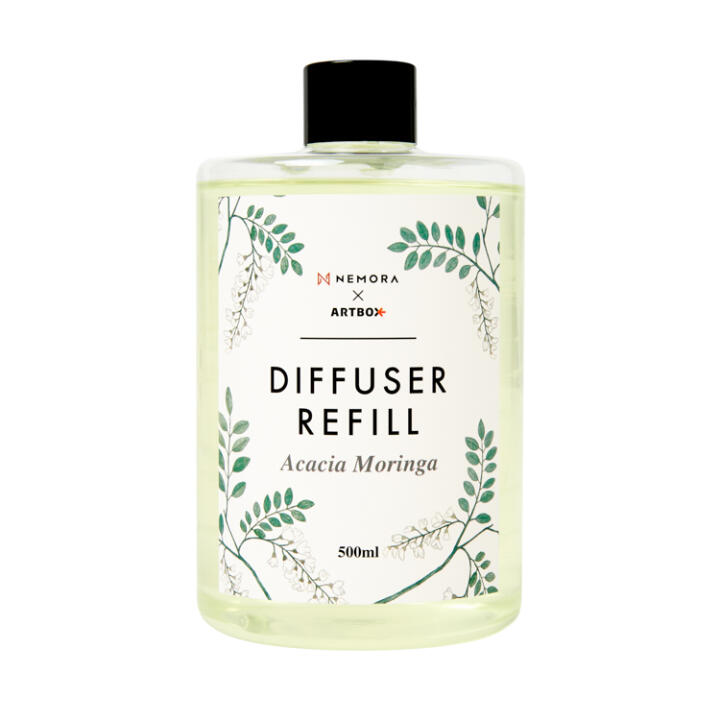 NEMORA
×
ARTBOX
DIFFUSER
REFILL
Acacia Moringa
500ml